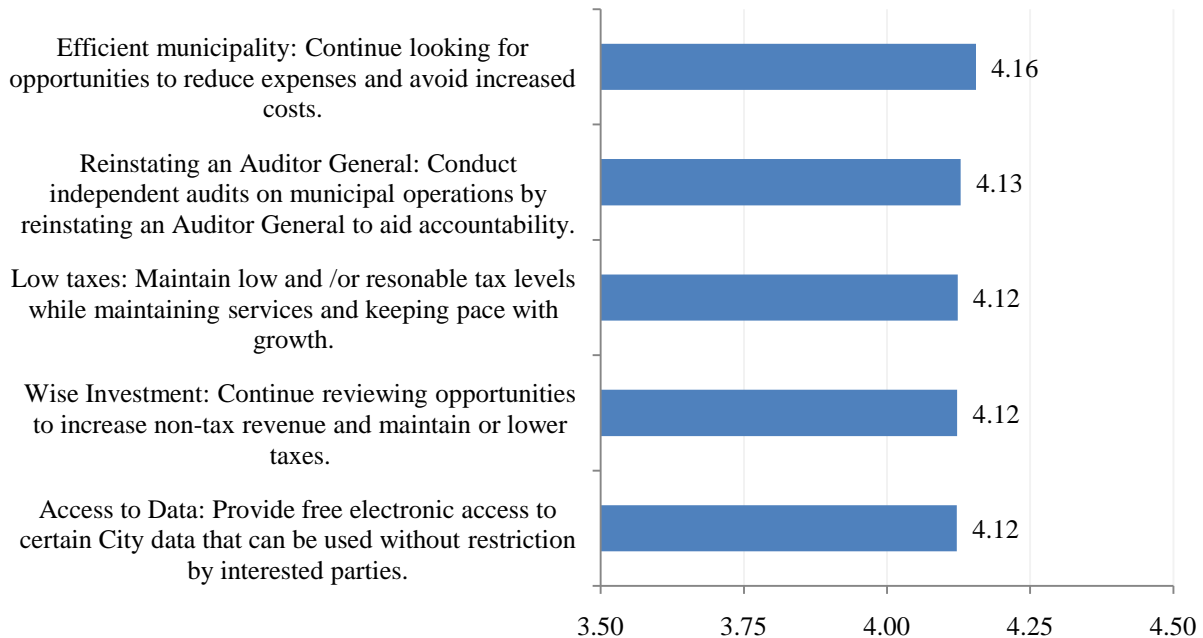 Efficient municipality: Continue looking for
opportunities to reduce expenses and avoid increased
costs.
4.16
Reinstating an Auditor General: Conduct
independent audits on municipal operations by
reinstating an Auditor General to aid accountability.
4.13
Low taxes: Maintain low and /or resonable tax levels
while maintaining services and keeping pace with
growth.
4.12
Wise Investment: Continue reviewing opportunities
to increase non-tax revenue and maintain or lower
taxes.
4.12
Access to Data: Provide free electronic access to
certain City data that can be used without restriction
by interested parties.
4.12
3.50 3.75 4.00 4.25 4.50